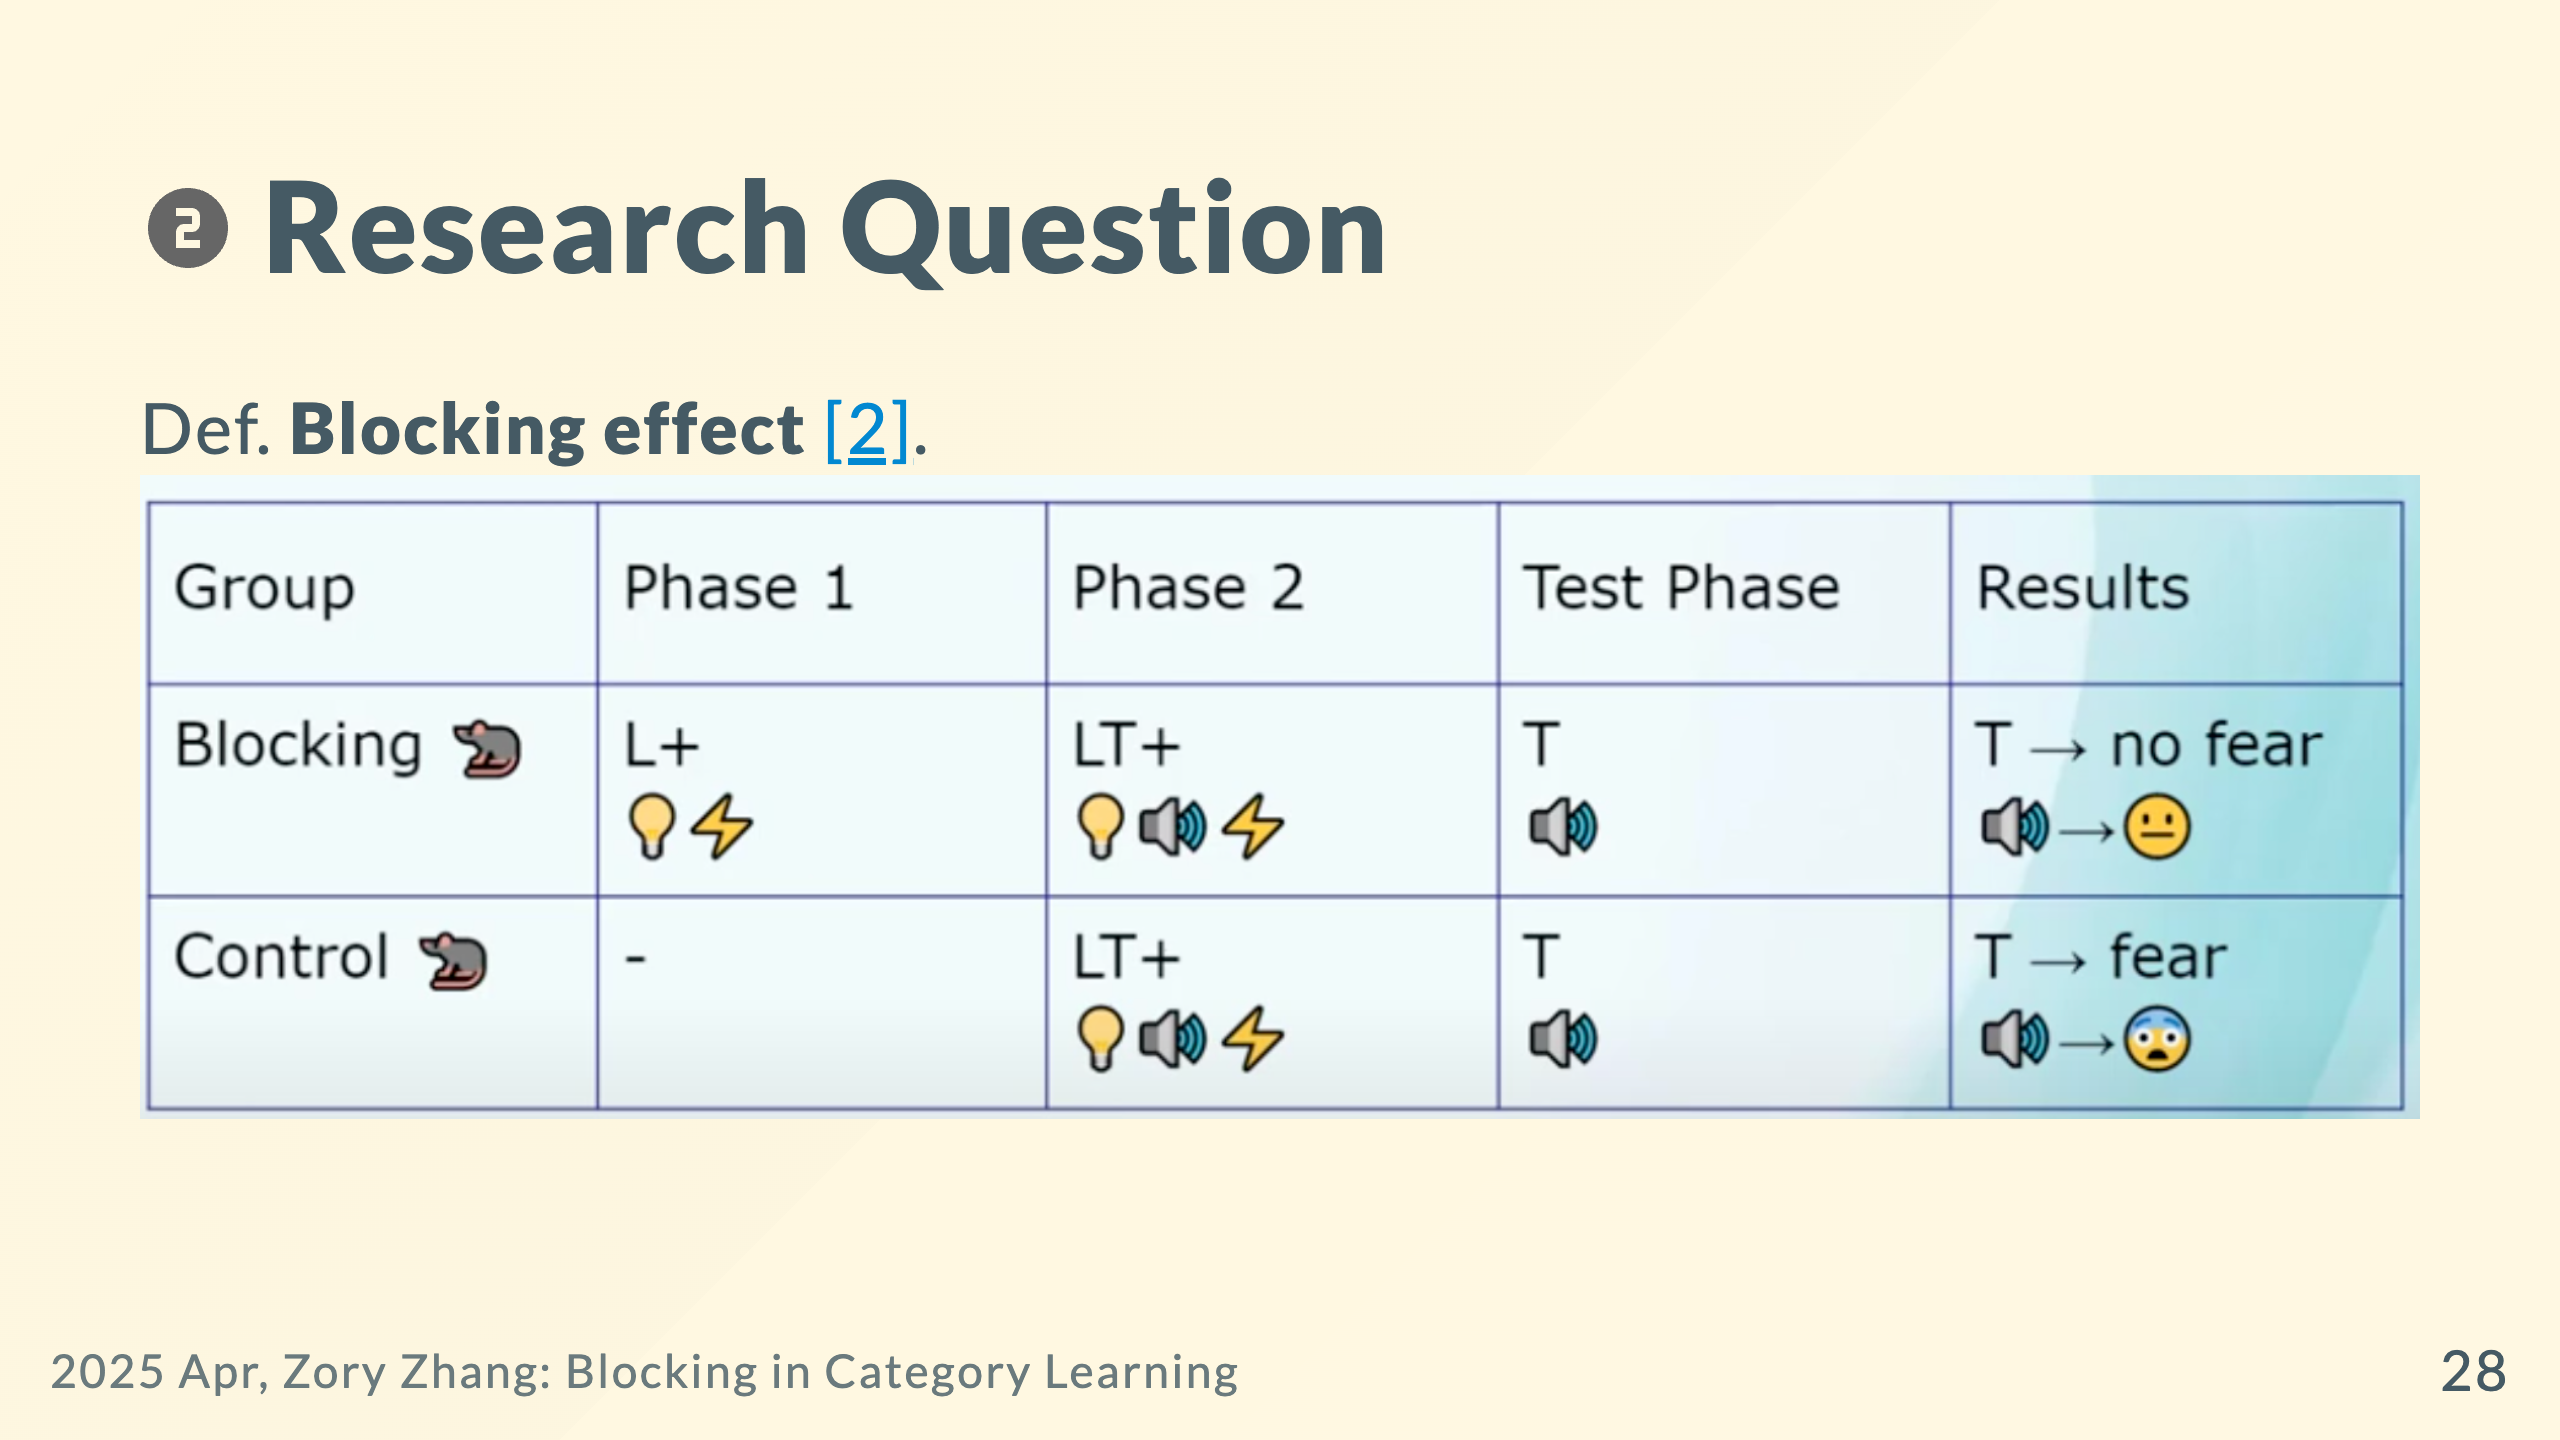 ❷ Research Question
Def. Blocking effect [2].
Group Phase 1 Phase 2 Test Phase Results
Blocking 🐀 L+ LT+ T T → no fear
💡⚡ 💡🔊⚡ 🔊 🔊→😐
Control 🐀 - LT+ T T → fear
💡🔊⚡ 🔊 🔊→😨
2025 Apr, Zory Zhang: Blocking in Category Learning 28